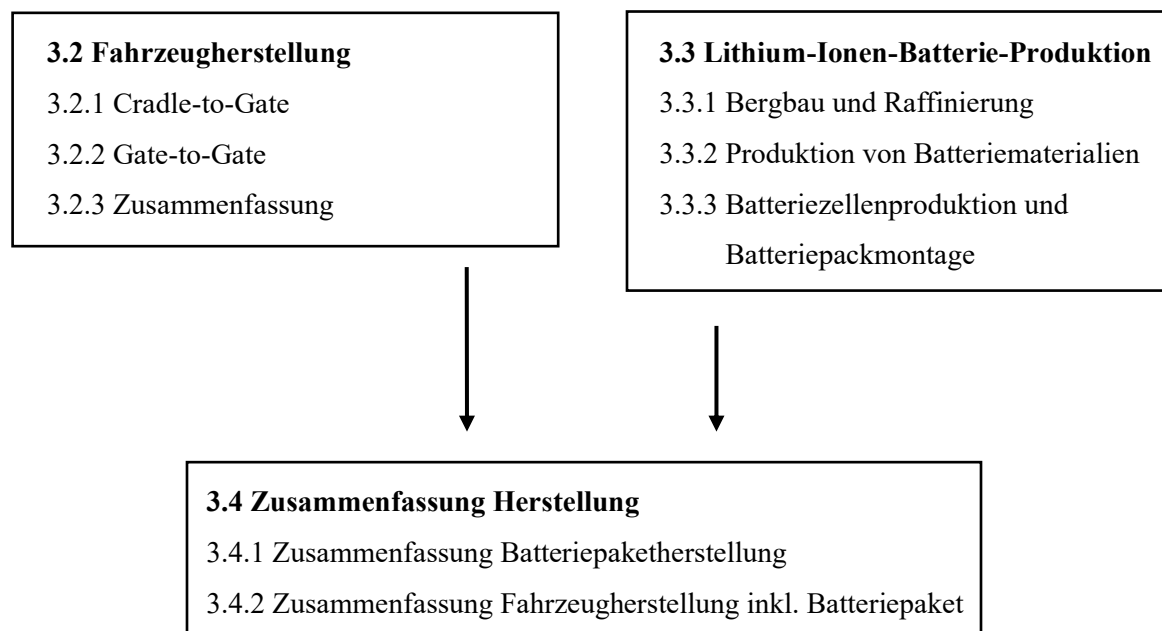 3.2 Fahrzeugherstellung
3.2.1 Cradle-to-Gate
3.2.2 Gate-to-Gate
3.2.3 Zusammenfassung
3.3 Lithium-Ionen-Batterie-Produktion
3.3.1 Bergbau und Raffinierung
3.3.2 Produktion von Batteriematerialien
3.3.3 Batteriezellenproduktion und
Batteriepackmontage
3.4 Zusammenfassung Herstellung
3.4.1 Zusammenfassung Batteriepaketherstellung
3.4.2 Zusammenfassung Fahrzeugherstellung inkl. Batteriepaket